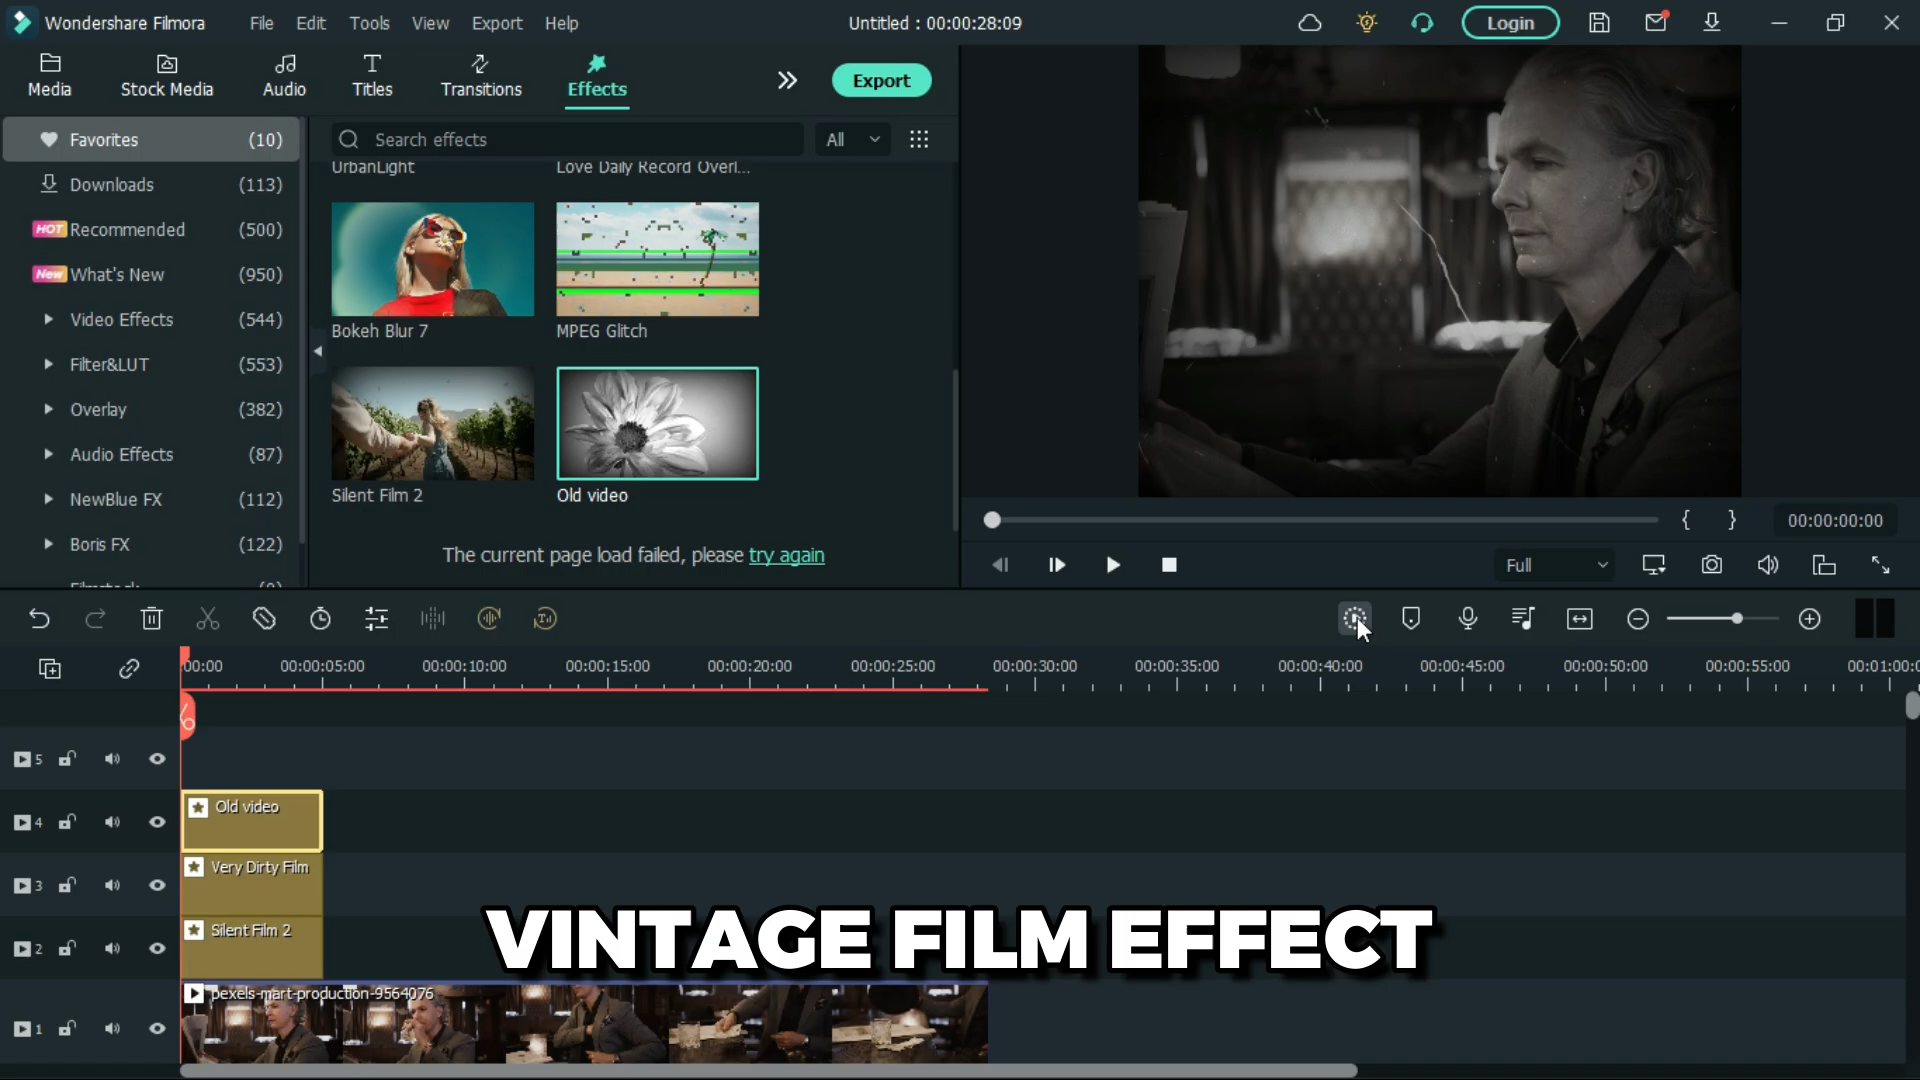 Wondershare Filmora
File
Edit
Tools
View
Export
Help
Untitled : 00:00:28:09
Login
Media
Stock Media
Audio
Titles
Transitions
Effects
Export
Favorites (10)
Downloads (113)
HOT Recommended (500)
New What's New (950)
Video Effects (544)
Filter&LUT (553)
Overlay (382)
Audio Effects (87)
NewBlue FX (112)
Boris FX (122)
Search effects
All
UrbanLight
Love Daily Record Overl...
Bokeh Blur 7
MPEG Glitch
Silent Film 2
Old video
The current page load failed, please try again
{ }
00:00:00:00
Full
00:00 00:00:05:00 00:00:10:00 00:00:15:00 00:00:20:00 00:00:25:00 00:00:30:00 00:00:35:00 00:00:40:00 00:00:45:00 00:00:50:00 00:00:55:00 00:01:00:0
5
4
Old video
3
Very Dirty Film
2
Silent Film 2
VINTAGE FILM EFFECT
1
pexels-mart-production-9564076